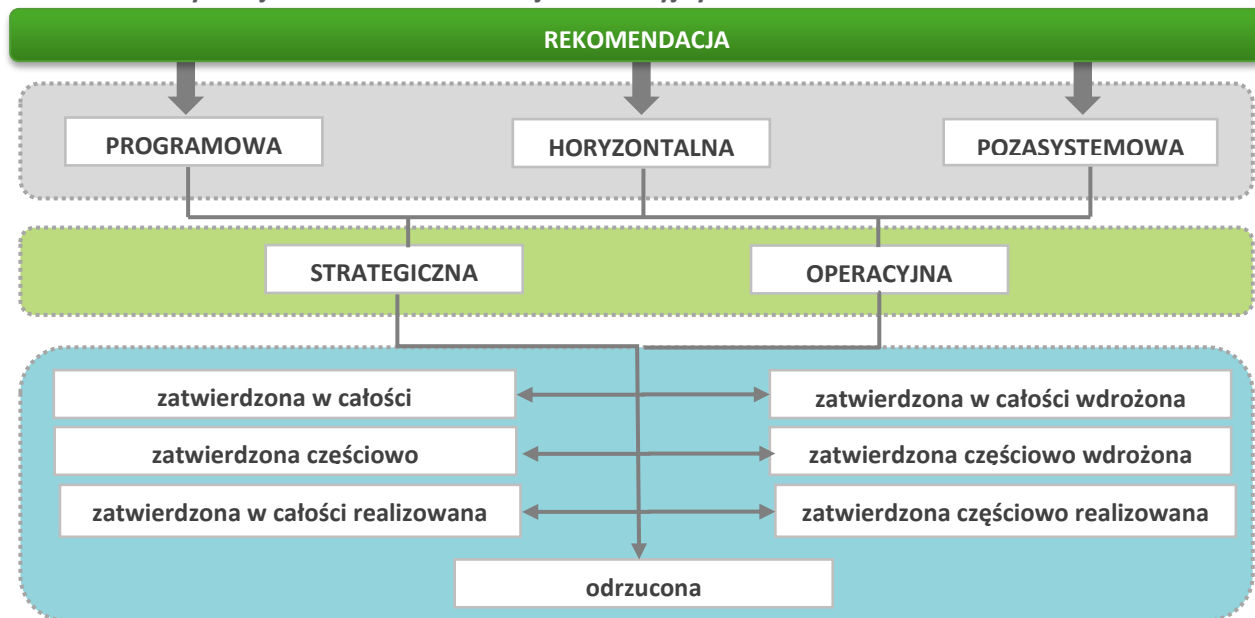 REKOMENDACJA
PROGRAMOWA
HORYZONTALNA
POZASYSTEMOWA
STRATEGICZNA
OPERACYJNA
zatwierdzona w całości
zatwierdzona w całości wdrożona
zatwierdzona cześciowo
zatwierdzona częściowo wdrożona
zatwierdzona w całości realizowana
zatwierdzona częściowo realizowana
odrzucona